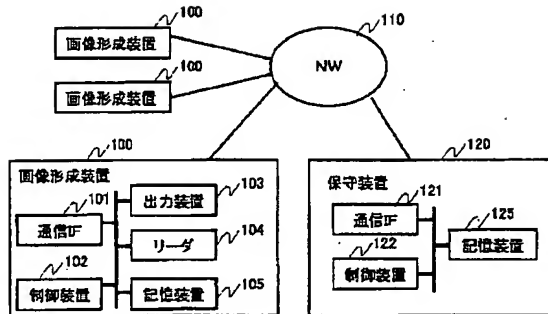 100
画像形成装置
110
NW
100
画像形成装置
100
画像形成装置
101
通信IF
102
制御装置
103
出力装置
104
リーダ
105
記憶装置
120
保守装置
121
通信IF
122
制御装置
125
記憶装置